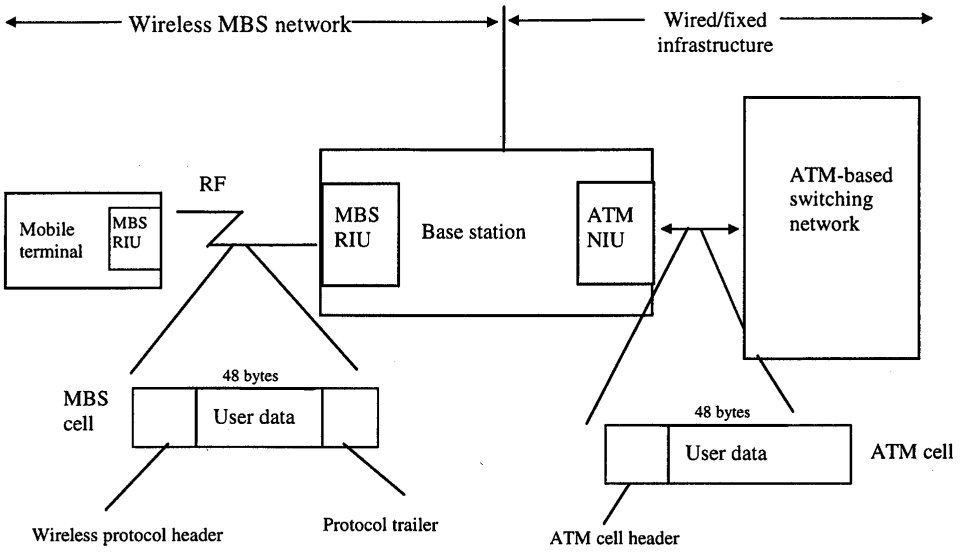 Wireless MBS network
Wired/fixed
infrastructure
RF
Mobile
terminal
MBS
RIU
MBS
RIU
Base station
ATM
NIU
ATM-based
switching
network
MBS
cell
48 bytes
User data
48 bytes
User data
ATM cell
Wireless protocol header
Protocol trailer
ATM cell header